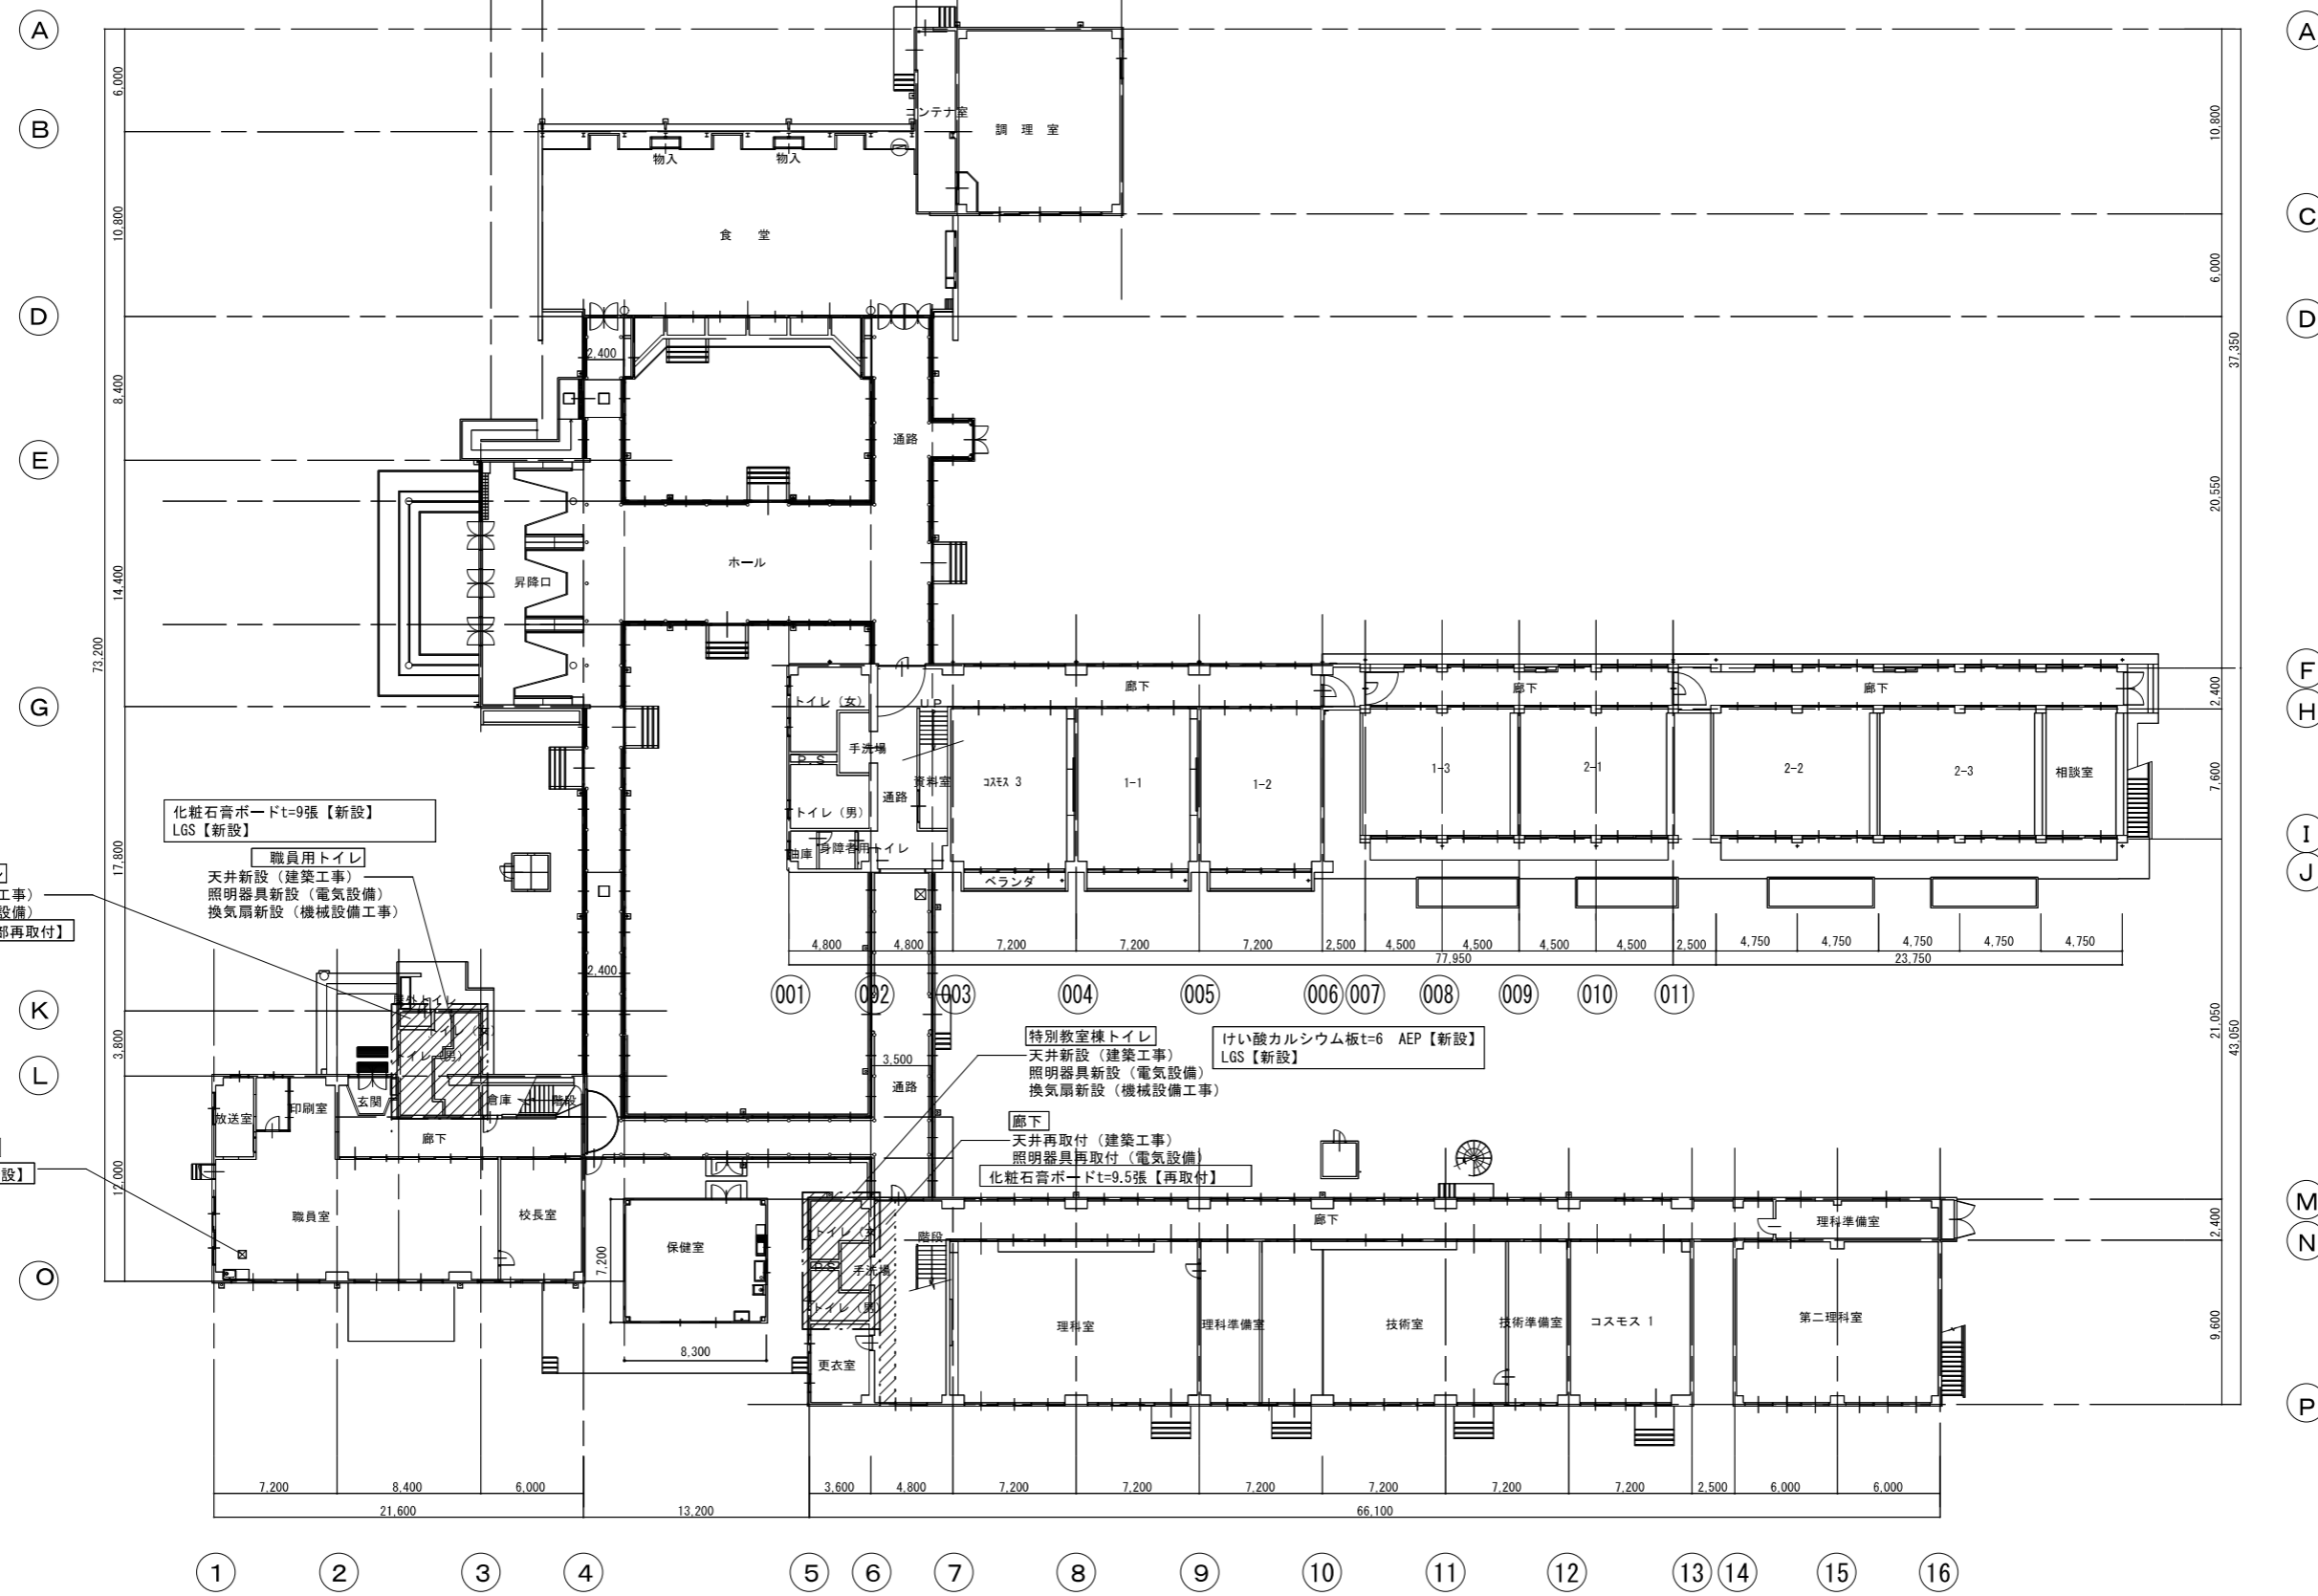 A
A
6,000
コンテナ室
調 理 室
10,800
B
物入
物入
C
10,800
食 堂
6,000
D
D
2,400
37,350
8,400
通路
E
20,550
14,400
ホール
昇降口
73,200
F
トイレ(女)
廊下
廊下
廊下
2,400
G
UP
H
手洗場
P.S
資料室
コスモス 3
1-1
1-2
1-3
2-1
2-2
2-3
相談室
7,600
通路
トイレ(男)
化粧石膏ボードt=9張【新設】
LGS【新設】
I
身障者用トイレ
職員用トイレ
17,800
天井新設(建築工事)
照明器具新設(電気設備)
換気扇新設(機械設備工事)
工事)
設備)
部再取付】
J
ベランダ
4,800
4,800
7,200
7,200
7,200
2,500
4,500
4,500
4,500
4,500
2,500
4,750
4,750
4,750
4,750
4,750
77,950
23,750
2,400
001
002
003
004
005
006
007
008
009
010
011
K
トイレ(男)
3,800
特別教室棟トイレ
天井新設(建築工事)
照明器具新設(電気設備)
換気扇新設(機械設備工事)
けい酸カルシウム板t=6 AEP【新設】
LGS【新設】
21,050
43,050
L
3,500
通路
放送室
印刷室
玄関
倉庫
階段
廊下
廊下
天井再取付(建築工事)
照明器具再取付(電気設備)
化粧石膏ボードt=9.5張【再取付】
設】
12,000
M
職員室
校長室
保健室
トイレ(女)
階段
廊下
理科準備室
2,400
N
7,200
P.S
手洗場
O
トイレ(男)
理科室
理科準備室
技術室
技術準備室
コスモス 1
第二理科室
9,600
8,300
更衣室
P
7,200
8,400
6,000
3,600
4,800
7,200
7,200
7,200
7,200
7,200
7,200
2,500
6,000
6,000
21,600
13,200
66,100
1
2
3
4
5
6
7
8
9
10
11
12
13
14
15
16